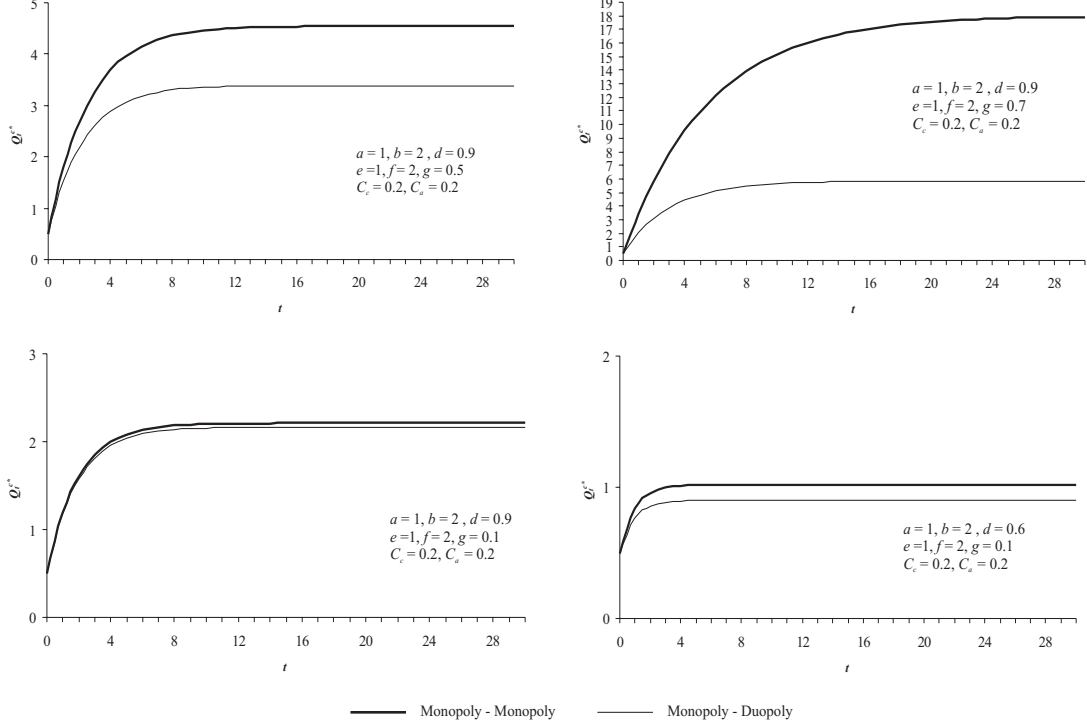 5
4
3
2
1
0
Q_t^{c*}
a = 1, b = 2 , d = 0.9
e =1, f = 2, g = 0.5
C_c = 0.2, C_a = 0.2
0 4 8 12 16 20 24 28
t
19
18
17
16
15
14
13
12
11
10
9
8
7
6
5
4
3
2
1
0
Q_t^{c*}
a = 1, b = 2 , d = 0.9
e =1, f = 2, g = 0.7
C_c = 0.2, C_a = 0.2
0 4 8 12 16 20 24 28
t
3
2
1
0
Q_t^{c*}
a = 1, b = 2 , d = 0.9
e =1, f = 2, g = 0.1
C_c = 0.2, C_a = 0.2
0 4 8 12 16 20 24 28
t
2
1
0
Q_t^{c*}
a = 1, b = 2 , d = 0.6
e =1, f = 2, g = 0.1
C_c = 0.2, C_a = 0.2
0 4 8 12 16 20 24 28
t
Monopoly - Monopoly Monopoly - Duopoly